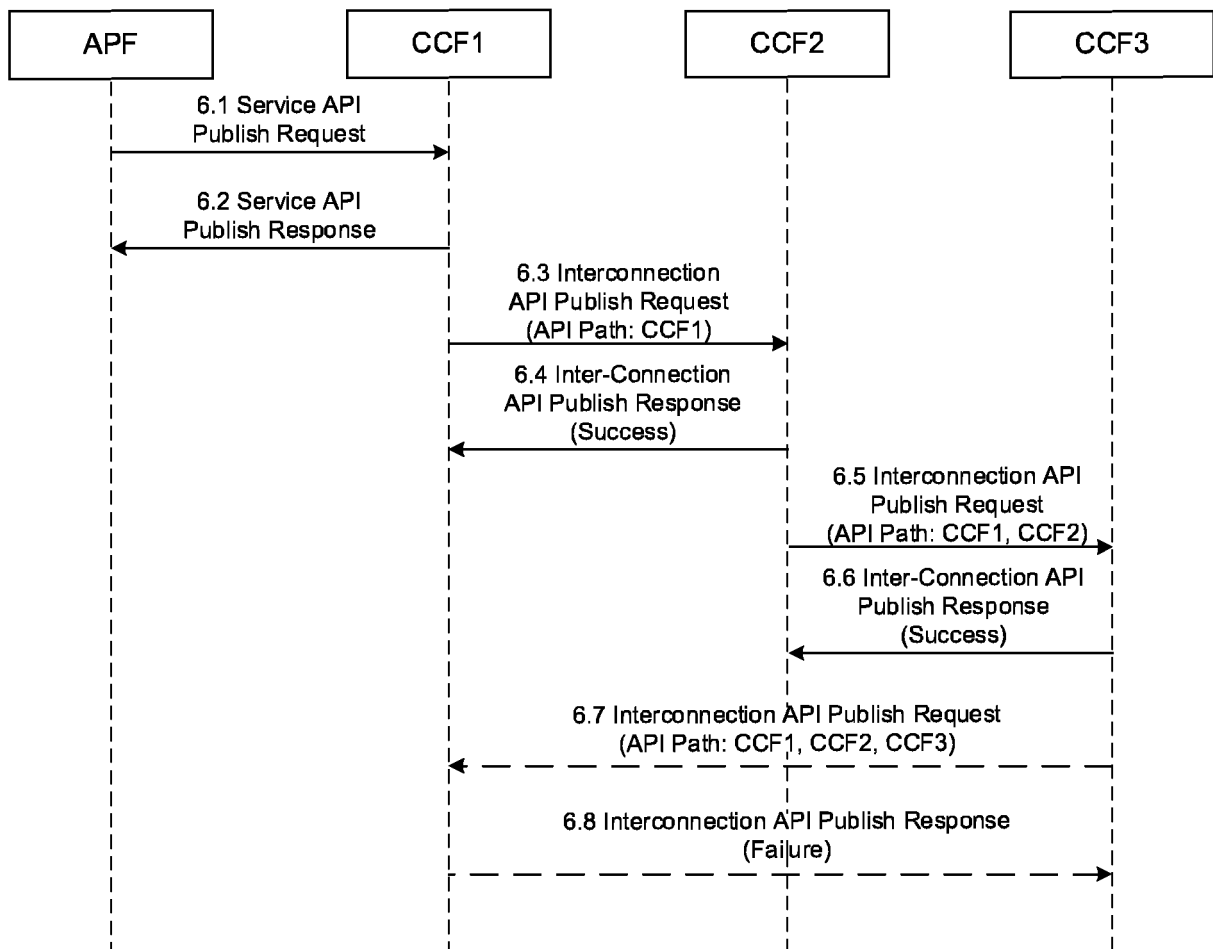 APF
CCF1
CCF2
CCF3
6.1 Service API
Publish Request
6.2 Service API
Publish Response
6.3 Interconnection
API Publish Request
(API Path: CCF1)
6.4 Inter-Connection
API Publish Response
(Success)
6.5 Interconnection API
Publish Request
(API Path: CCF1, CCF2)
6.6 Inter-Connection API
Publish Response
(Success)
6.7 Interconnection API Publish Request
(API Path: CCF1, CCF2, CCF3)
6.8 Interconnection API Publish Response
(Failure)